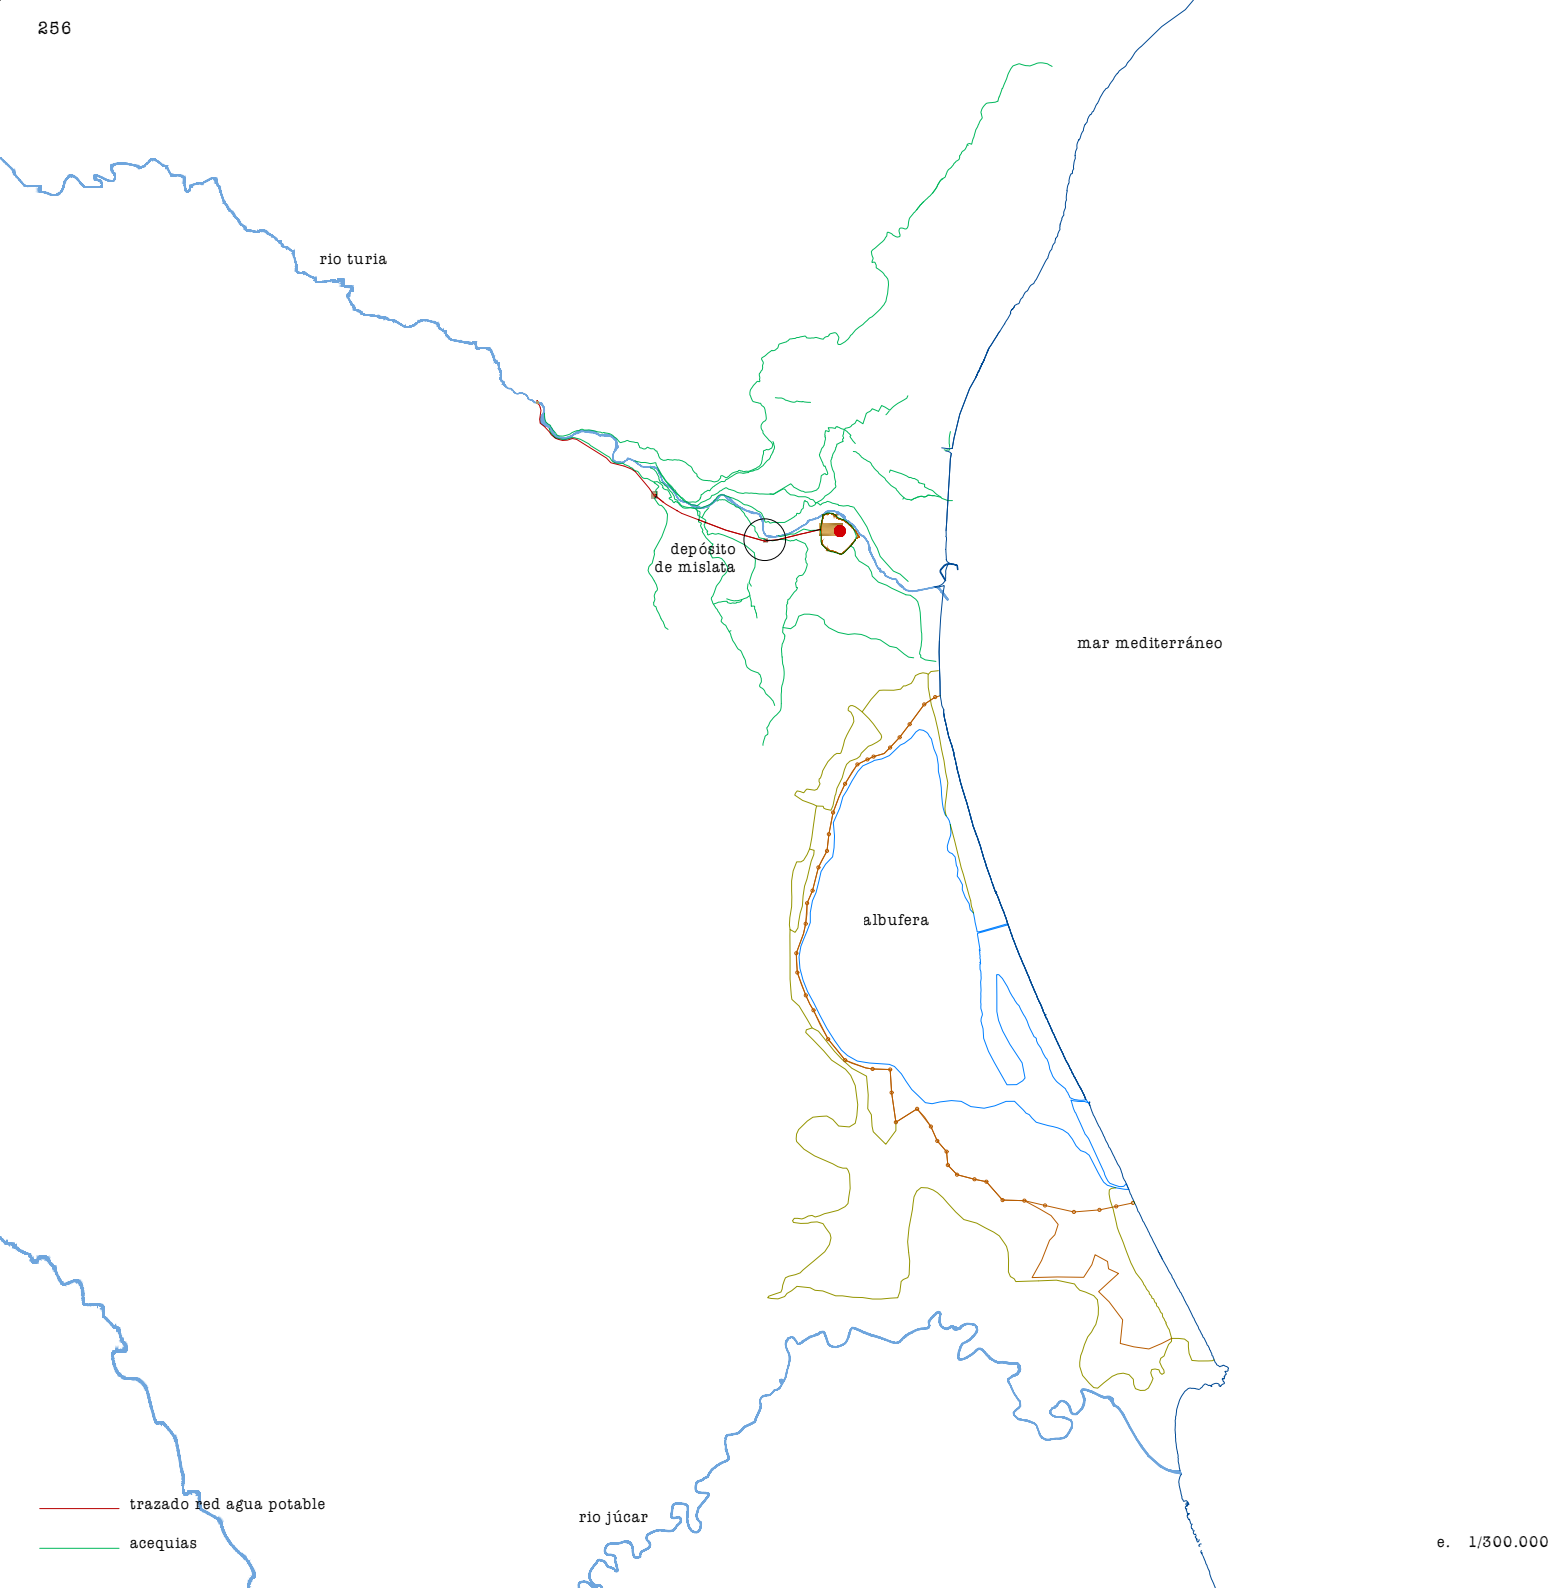 256
rio turia
depósito
de mislata
mar mediterráneo
albufera
trazado red agua potable
rio júcar
acequias
e. 1/300.000